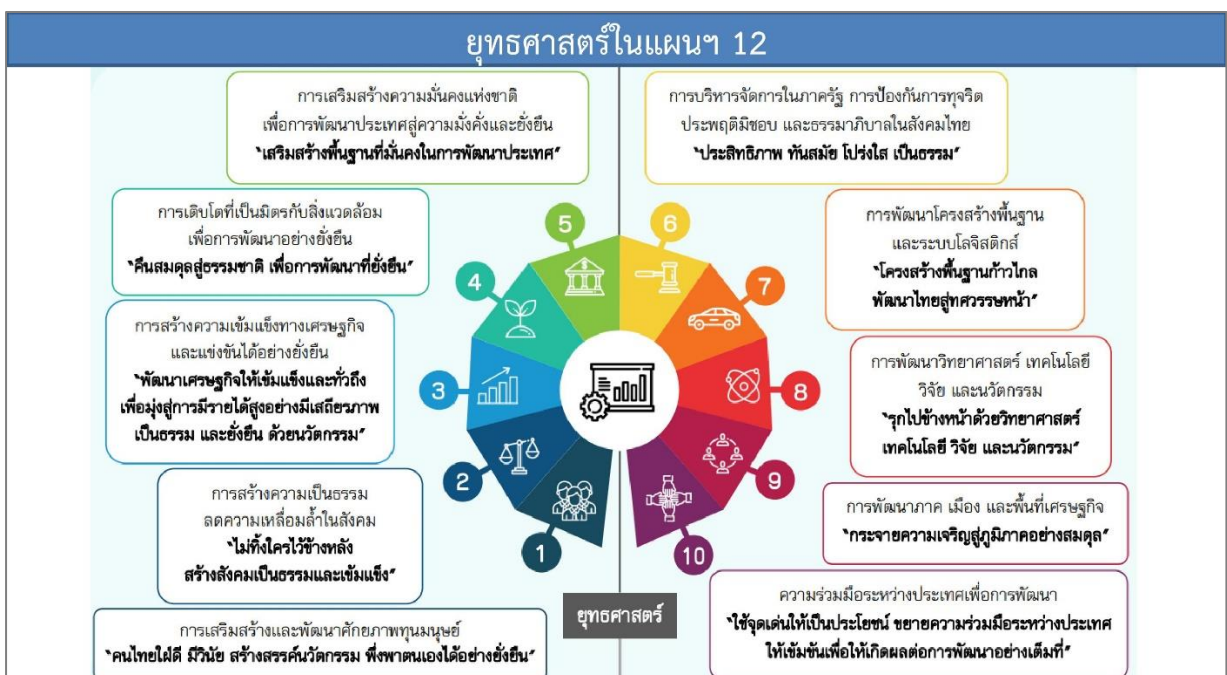 ยุทธศาสตร์ในแผนฯ 12
การเสริมสร้างความมั่นคงแห่งชาติ
เพื่อการพัฒนาประเทศสู่ความมั่งคั่งและยั่งยืน
"เสริมสร้างพื้นฐานที่มั่นคงในการพัฒนาประเทศ"
การบริหารจัดการในภาครัฐ การป้องกันการทุจริต
ประพฤติมิชอบ และธรรมาภิบาลในสังคมไทย
"ประสิทธิภาพ ทันสมัย โปร่งใส เป็นธรรม"
การเติบโตที่เป็นมิตรกับสิ่งแวดล้อม
เพื่อการพัฒนาอย่างยั่งยืน
"คืนสมดุลสู่ธรรมชาติ เพื่อการพัฒนาที่ยั่งยืน"
การพัฒนาโครงสร้างพื้นฐาน
และระบบโลจิสติกส์
"โครงสร้างพื้นฐานก้าวไกล
พัฒนาไทยสู่ทศวรรษหน้า"
การสร้างความเข้มแข็งทางเศรษฐกิจ
และแข่งขันได้อย่างยั่งยืน
"พัฒนาเศรษฐกิจให้เข้มแข็งและทั่วถึง
เพื่อมุ่งสู่การมีรายได้สูงอย่างมีเสถียรภาพ
เป็นธรรม และยั่งยืน ด้วยนวัตกรรม"
การพัฒนาวิทยาศาสตร์ เทคโนโลยี
วิจัย และนวัตกรรม
"รุกไปข้างหน้าด้วยวิทยาศาสตร์
เทคโนโลยี วิจัย และนวัตกรรม"
การสร้างความเป็นธรรม
ลดความเหลื่อมล้ำในสังคม
"ไม่ทิ้งใครไว้ข้างหลัง
สร้างสังคมเป็นธรรมและเข้มแข็ง"
การพัฒนาภาค เมือง และพื้นที่เศรษฐกิจ
"กระจายความเจริญสู่ภูมิภาคอย่างสมดุล"
การเสริมสร้างและพัฒนาศักยภาพทุนมนุษย์
"คนไทยใฝ่ดี มีวินัย สร้างสรรค์นวัตกรรม พึ่งพาตนเองได้อย่างยั่งยืน"
ความร่วมมือระหว่างประเทศเพื่อการพัฒนา
"ใช้จุดเด่นให้เป็นประโยชน์ ขยายความร่วมมือระหว่างประเทศ
ให้เข้มข้นเพื่อให้เกิดผลต่อการพัฒนาอย่างเต็มที่"
1
2
3
4
5
6
7
8
9
10
ยุทธศาสตร์